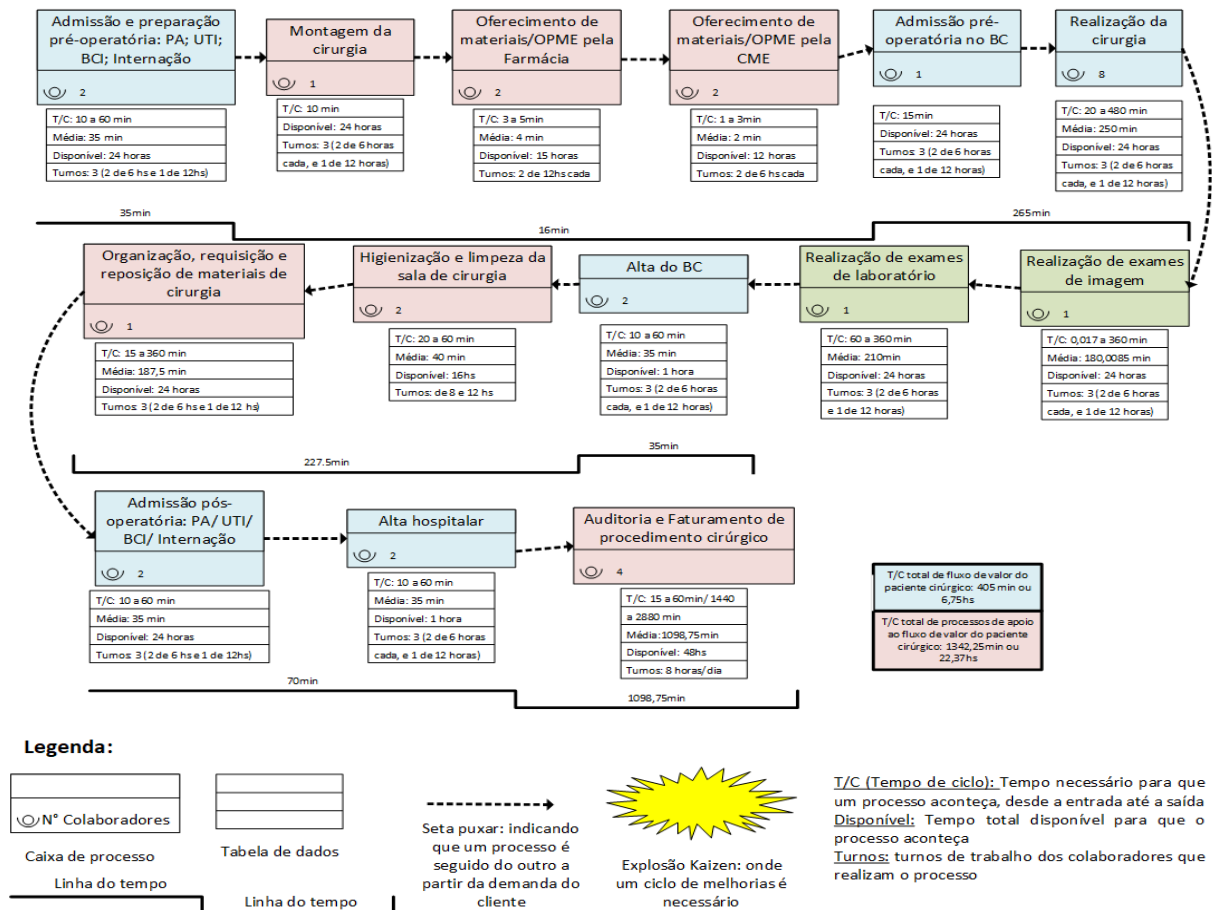 Admissão e preparação
pré-operatória: PA; UTI;
BCI; Internação
2
T/C: 10 a 60 min
Média: 35 min
Disponível: 24 horas
Turnos: 3 (2 de 6 hs e 1 de 12hs)
Montagem da
cirurgia
1
T/C: 10 min
Disponível: 24 horas
Turnos: 3 (2 de 6 horas
cada, e 1 de 12 horas)
Oferecimento de
materiais/OPME pela
Farmácia
2
T/C: 3 a 5min
Média: 4 min
Disponível: 15 horas
Turnos: 2 de 12hs cada
Oferecimento de
materiais/OPME pela
CME
2
T/C: 1 a 3min
Média: 2 min
Disponível: 12 horas
Turnos: 2 de 6 hs cada
Admissão pré-
operatória no BC
1
T/C: 15min
Disponível: 24 horas
Turnos: 3 (2 de 6 horas
cada, e 1 de 12 horas)
Realização da
cirurgia
8
T/C: 20 a 480 min
Média: 250 min
Disponível: 24 horas
Turnos: 3 (2 de 6 horas
cada, e 1 de 12 horas)
35min
16min
265min
Organização, requisição e
reposição de materiais de
cirurgia
1
T/C: 15 a 360 min
Média: 187,5 min
Disponível: 24 horas
Turnos: 3 (2 de 6 hs e 1 de 12 hs)
Higienização e limpeza da
sala de cirurgia
2
T/C: 20 a 60 min
Média: 40 min
Disponível: 16hs
Turnos: de 8 e 12 hs
Alta do BC
2
T/C: 10 a 60 min
Média: 35 min
Disponível: 1 hora
Turnos: 3 (2 de 6 horas
cada, e 1 de 12 horas)
Realização de exames
de laboratório
1
T/C: 60 a 360 min
Média: 210min
Disponível: 24 horas
Turnos: 3 (2 de 6 horas
e 1 de 12 horas)
Realização de exames
de imagem
1
T/C: 0,017 a 360 min
Média: 180,0085 min
Disponível: 24 horas
Turnos: 3 (2 de 6 horas
cada, e 1 de 12 horas)
227.5min
35min
Admissão pós-
operatória: PA/ UTI/
BCI/ Internação
2
T/C: 10 a 60 min
Média: 35 min
Disponível: 24 horas
Turnos: 3 (2 de 6 hs e 1 de 12hs)
Alta hospitalar
2
T/C: 10 a 60 min
Média: 35 min
Disponível: 1 hora
Turnos: 3 (2 de 6 horas
cada, e 1 de 12 horas)
Auditoria e Faturamento de
procedimento cirúrgico
4
T/C: 15 a 60min/ 1440
a 2880 min
Média:1098,75min
Disponível: 48hs
Turnos: 8 horas/dia
T/C total de fluxo de valor do
paciente cirúrgico: 405 min ou
6,75hs
T/C total de processos de apoio
ao fluxo de valor do paciente
cirúrgico: 1342,25min ou
22,37hs
70min
1098,75min
Legenda:
N° Colaboradores
Caixa de processo
Linha do tempo
Tabela de dados
Linha do tempo
Seta puxar: indicando
que um processo é
seguido do outro a
partir da demanda do
cliente
Explosão Kaizen: onde
um ciclo de melhorias é
necessário
T/C (Tempo de ciclo): Tempo necessário para que
um processo aconteça, desde a entrada até a saída
Disponível: Tempo total disponível para que o
processo aconteça
Turnos: turnos de trabalho dos colaboradores que
realizam o processo